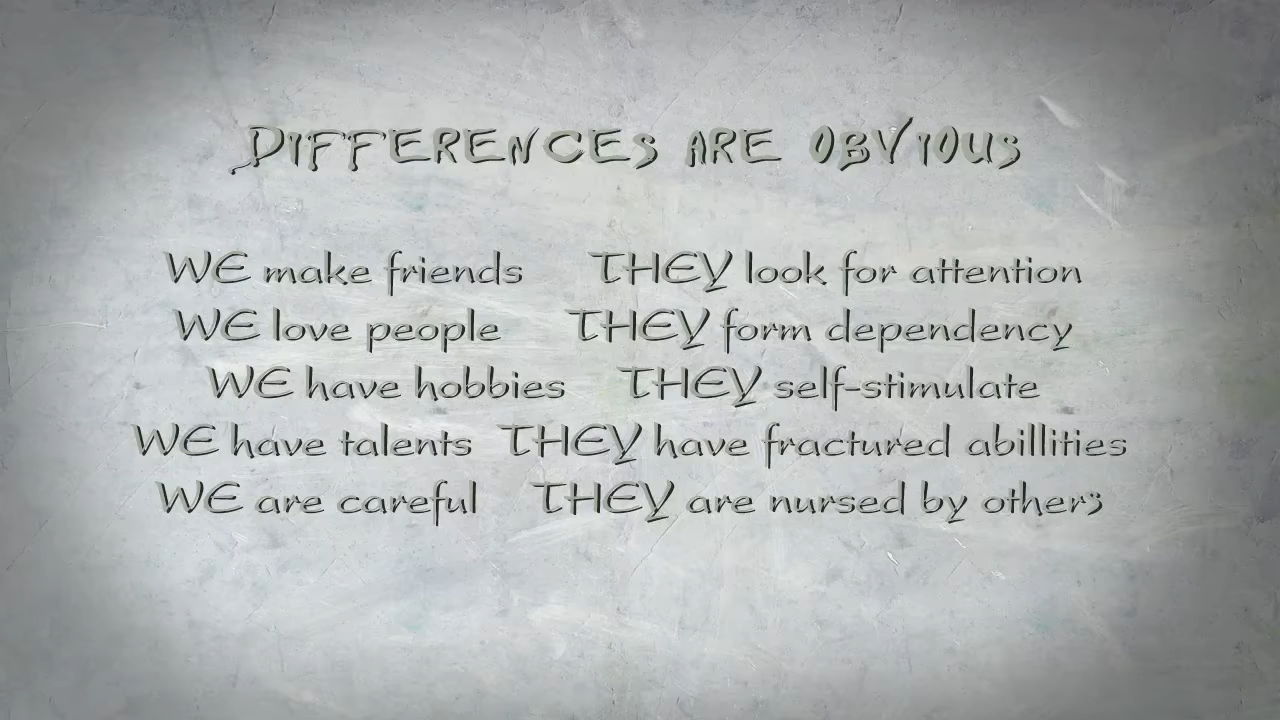 DIFFERENCES ARE OBVIOUS
WE make friends THEY look for attention
WE love people THEY form dependency
WE have hobbies THEY self-stimulate
WE have talents THEY have fractured abillities
WE are careful THEY are nursed by others